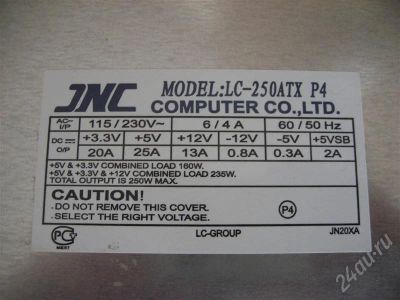 JNC MODEL:LC-250ATX P4
COMPUTER CO.,LTD.
AC~ I/P 115/230V~ 6/4A 60/50Hz
DC O/P +3.3V +5V +12V -12V -5V +5VSB
20A 25A 13A 0.8A 0.3A 2A
+5V & +3.3V COMBINED LOAD 160W.
+5V & +3.3V & +12V COMBINED LOAD 235W.
TOTAL OUTPUT IS 250W MAX.
CAUTION!
-DO NOT REMOVE THIS COVER.
-SELECT THE RIGHT VOLTAGE.
P4
LC-GROUP
JN20XA
24au.ru